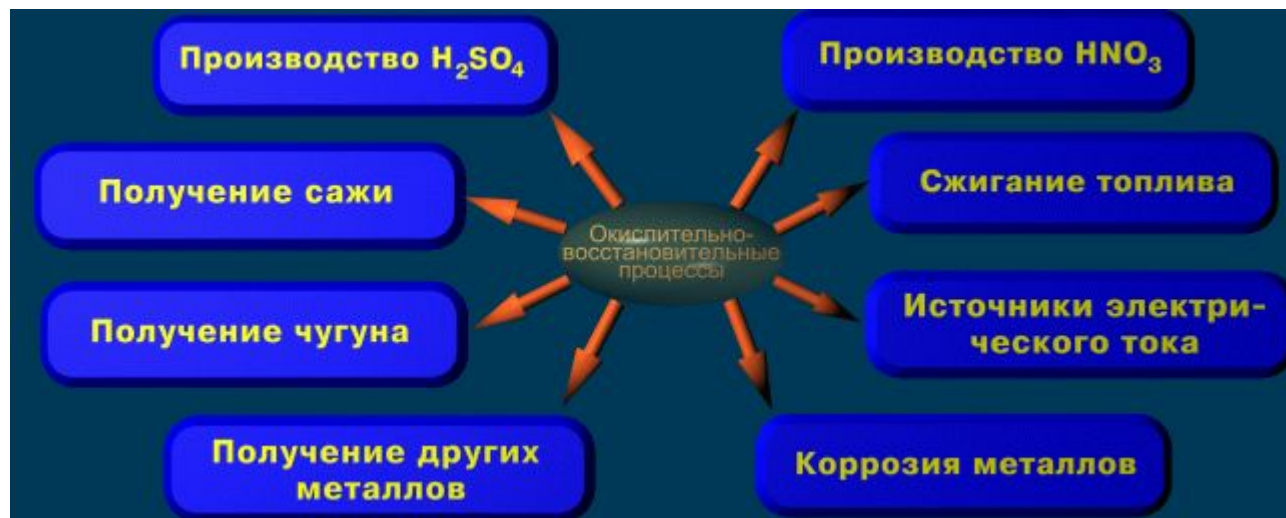 Производство H₂SO₄
Производство HNO₃
Получение сажи
Сжигание топлива
Окислительно-
восстановительные
процессы
Получение чугуна
Источники электри-
ческого тока
Получение других
металлов
Коррозия металлов